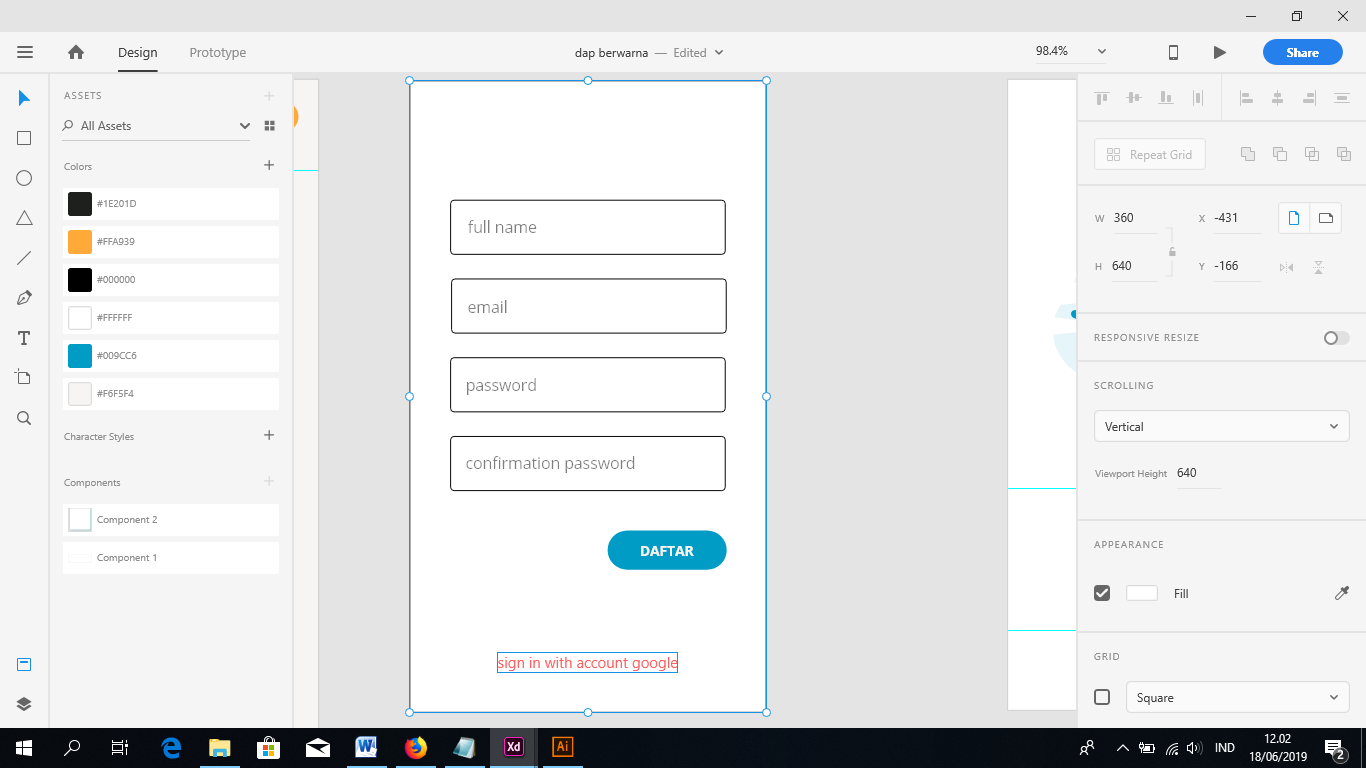 Design
Prototype
dap berwarna — Edited
98.4%
Share
ASSETS
All Assets
Colors
#1E201D
#FFA939
#000000
#FFFFFF
#009CC6
#F6F5F4
Character Styles
Components
Component 2
Component 1
full name
email
password
confirmation password
DAFTAR
sign in with account google
Repeat Grid
W 360 X -431
H 640 Y -166
RESPONSIVE RESIZE
SCROLLING
Vertical
Viewport Height 640
APPEARANCE
Fill
GRID
Square
Xd
Ai
IND
12.02
18/06/2019
2